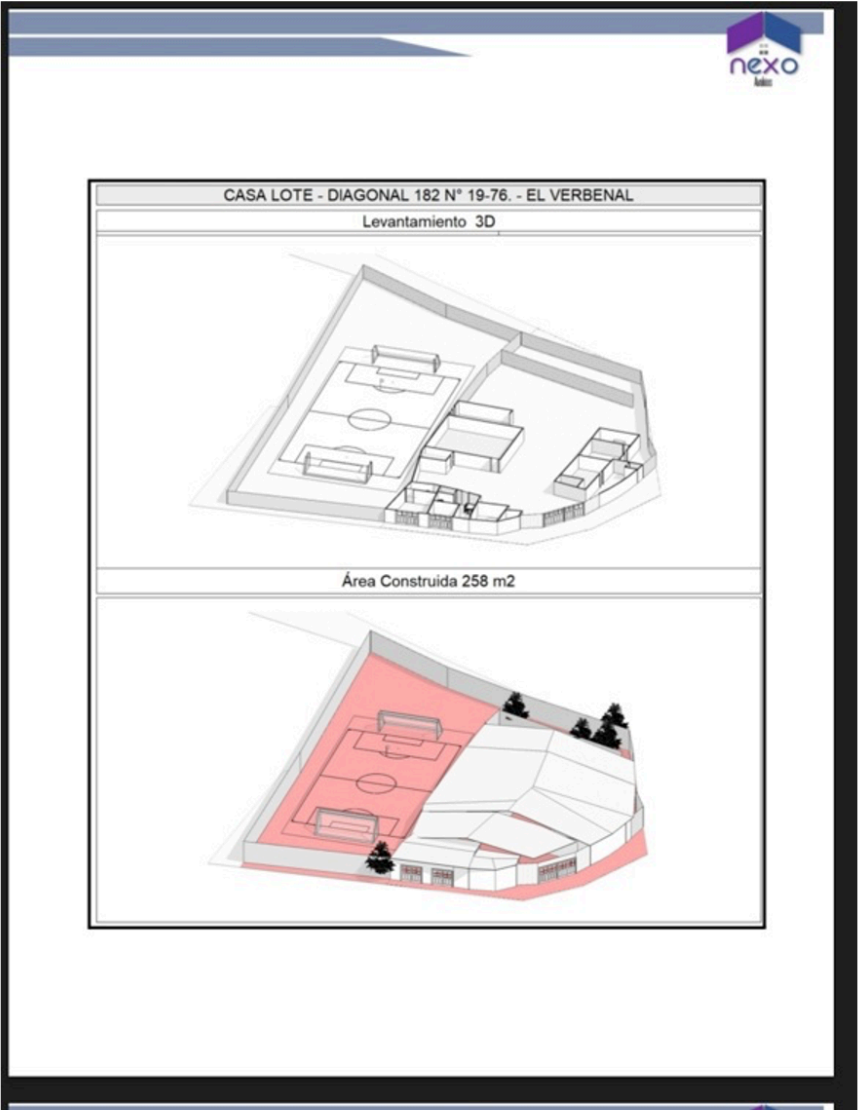 nexo
CASA LOTE - DIAGONAL 182 N° 19-76. - EL VERBENAL
Levantamiento 3D
Área Construida 258 m2